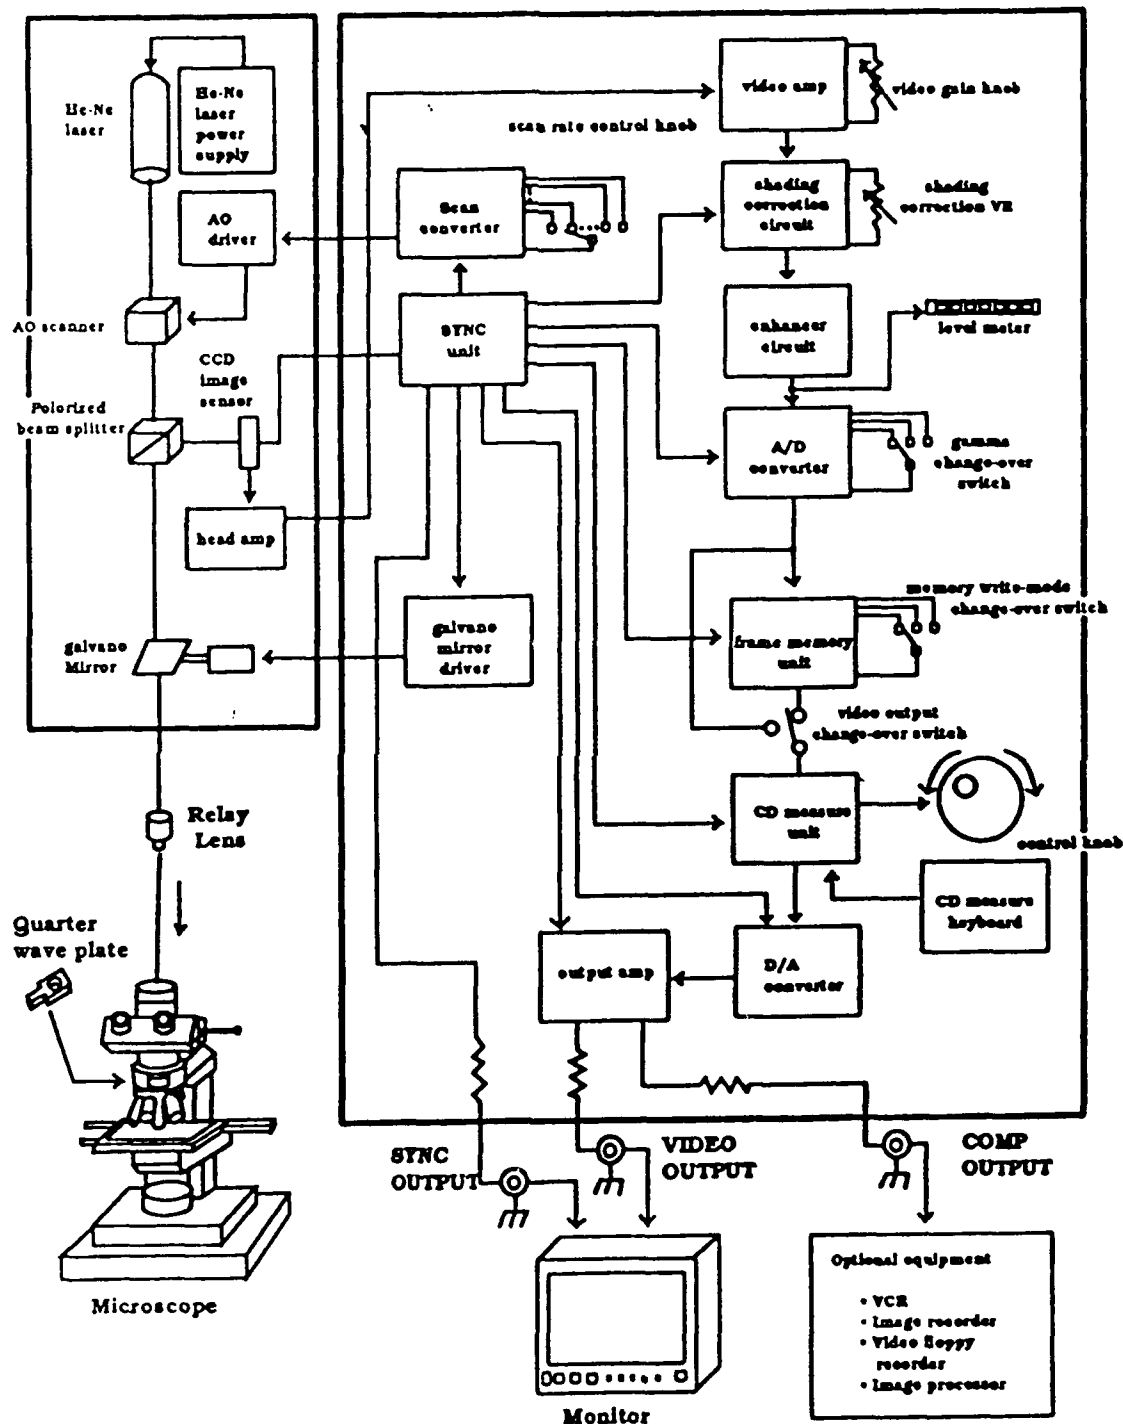 He-Ne
laser
He-Ne
laser
power
supply
AO
driver
AO scanner
CCD
image
sensor
Polorized
beam splitter
head amp
galvano
Mirror
Relay
Lens
Quarter
wave plate
Microscope
video amp
video gain knob
scan rate control knob
Scan
converter
shading
correction
circuit
shading
correction VR
SYNC
unit
enhancer
circuit
level meter
A/D
converter
gamma
change-over
switch
galvano
mirror
driver
frame memory
unit
memory write-mode
change-over switch
video output
change-over switch
CD measure
unit
control knob
CD measure
keyboard
output amp
D/A
converter
SYNC
OUTPUT
VIDEO
OUTPUT
COMP
OUTPUT
Monitor
Optional equipment
• VCR
• Image recorder
• Video floppy
recorder
• Image processor